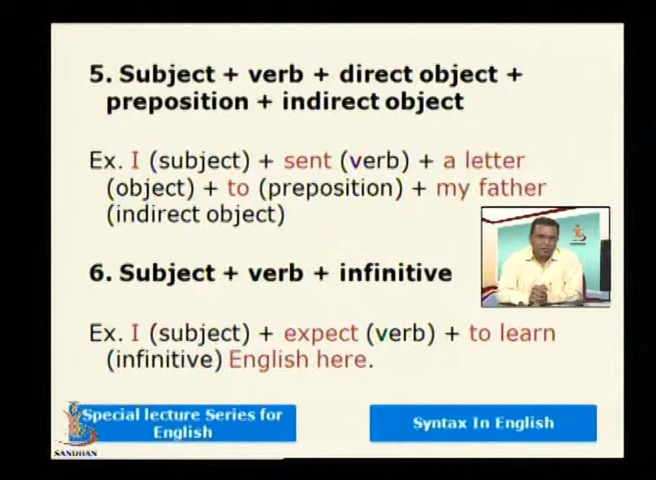 5. Subject + verb + direct object +
preposition + indirect object
Ex. I (subject) + sent (verb) + a letter
(object) + to (preposition) + my father
(indirect object)
6. Subject + verb + infinitive
Ex. I (subject) + expect (verb) + to learn
(infinitive) English here.
Special lecture Series for
English
Syntax In English
SANDHAN